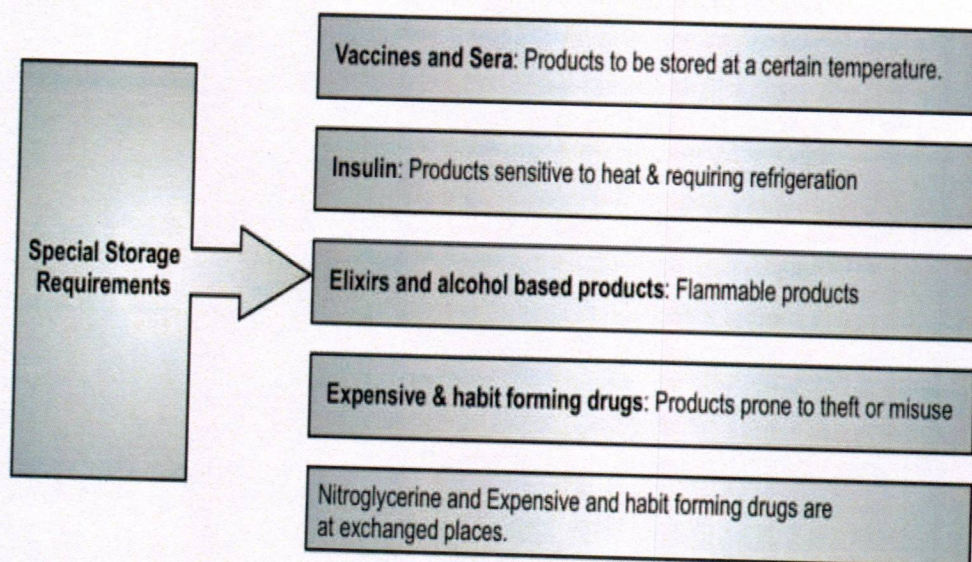 Vaccines and Sera: Products to be stored at a certain temperature.
Insulin: Products sensitive to heat & requiring refrigeration
Special Storage
Requirements
Elixirs and alcohol based products: Flammable products
Expensive & habit forming drugs: Products prone to theft or misuse
Nitroglycerine and Expensive and habit forming drugs are
at exchanged places.